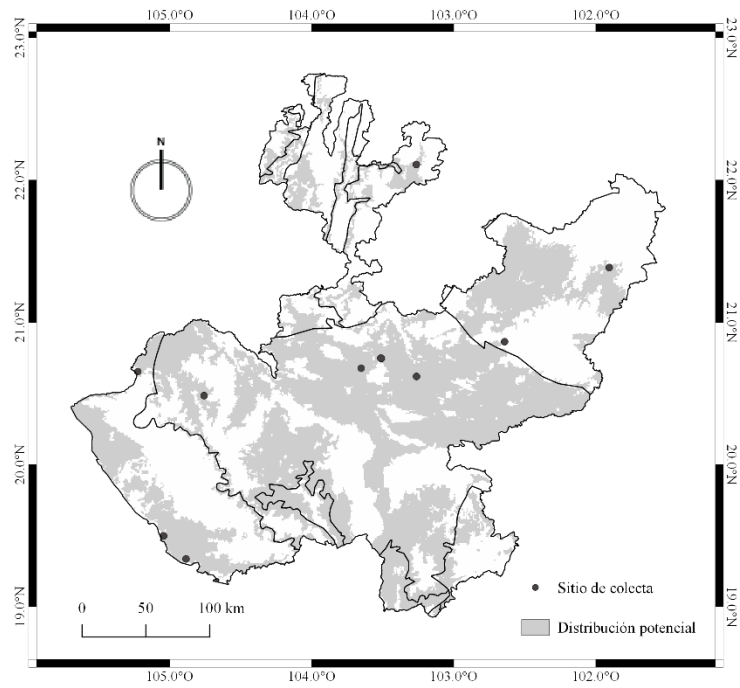 105.0°O 104.0°O 103.0°O 102.0°O
23.0°N 23.0°N
N
22.0°N 22.0°N
21.0°N 21.0°N
20.0°N 20.0°N
19.0°N 19.0°N
0 50 100 km
Sitio de colecta
Distribución potencial
105.0°O 104.0°O 103.0°O 102.0°O